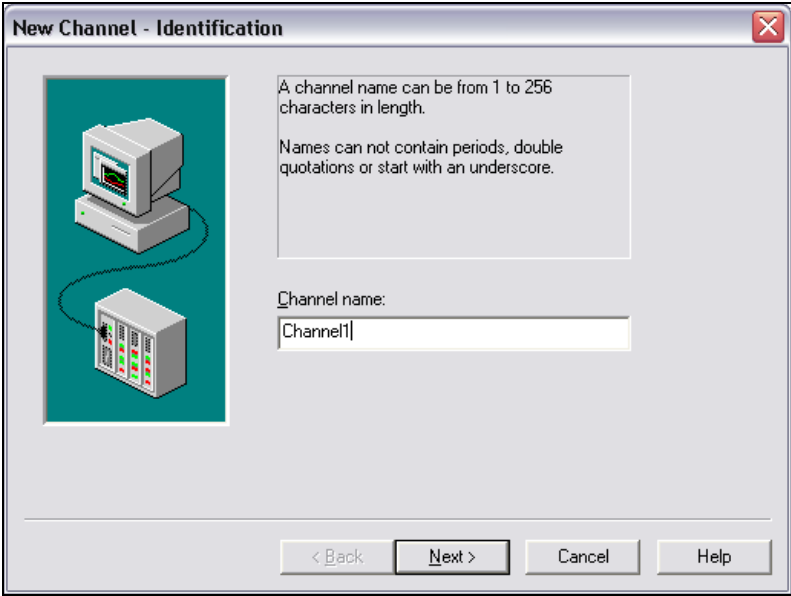 New Channel - Identification
A channel name can be from 1 to 256
characters in length.
Names can not contain periods, double
quotations or start with an underscore.
Channel name:
Channel1
< Back
Next >
Cancel
Help